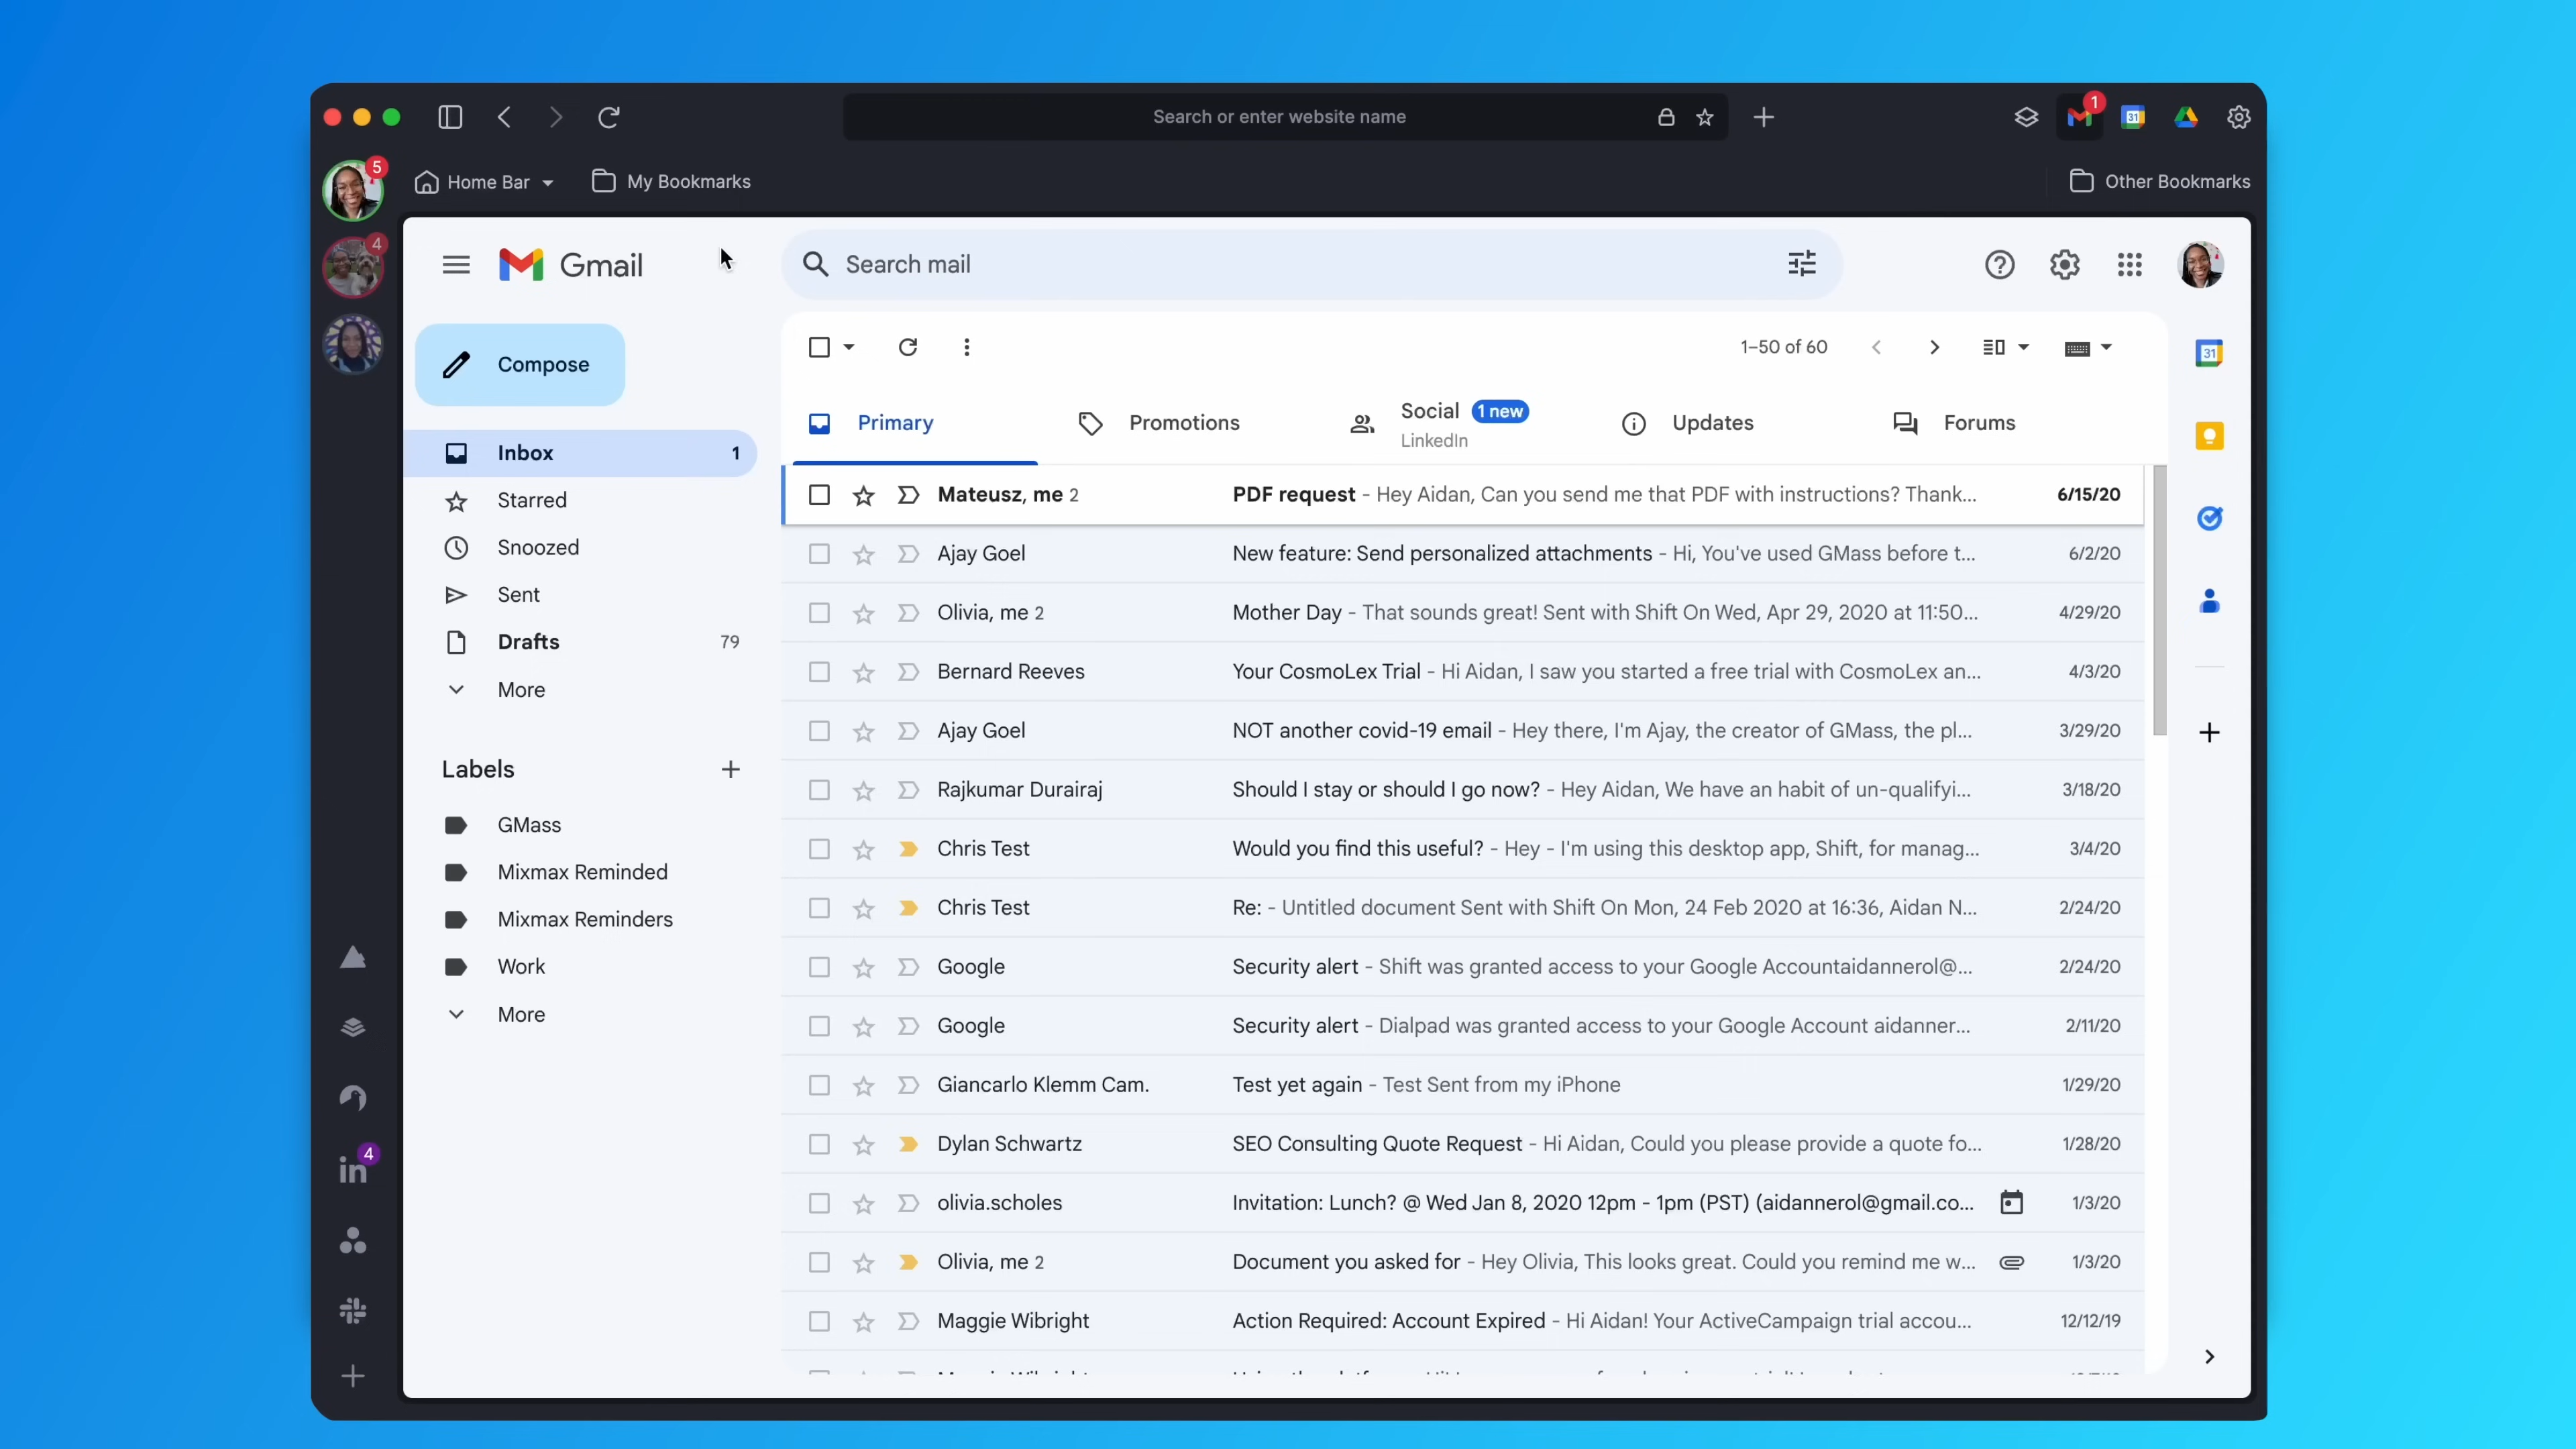 Search or enter website name
1
31
5
Home Bar
My Bookmarks
Other Bookmarks
4
Gmail
Search mail
Compose
1–50 of 60
31
Primary
Promotions
Social 1 new
LinkedIn
Updates
Forums
Inbox 1
Starred
Snoozed
Sent
Drafts 79
More
Labels
GMass
Mixmax Reminded
Mixmax Reminders
Work
More
4
Mateusz, me 2 PDF request - Hey Aidan, Can you send me that PDF with instructions? Thank... 6/15/20
Ajay Goel New feature: Send personalized attachments - Hi, You've used GMass before t... 6/2/20
Olivia, me 2 Mother Day - That sounds great! Sent with Shift On Wed, Apr 29, 2020 at 11:50... 4/29/20
Bernard Reeves Your CosmoLex Trial - Hi Aidan, I saw you started a free trial with CosmoLex an... 4/3/20
Ajay Goel NOT another covid-19 email - Hey there, I'm Ajay, the creator of GMass, the pl... 3/29/20
Rajkumar Durairaj Should I stay or should I go now? - Hey Aidan, We have an habit of un-qualifyi... 3/18/20
Chris Test Would you find this useful? - Hey - I'm using this desktop app, Shift, for manag... 3/4/20
Chris Test Re: - Untitled document Sent with Shift On Mon, 24 Feb 2020 at 16:36, Aidan N... 2/24/20
Google Security alert - Shift was granted access to your Google Accountaidannerol@... 2/24/20
Google Security alert - Dialpad was granted access to your Google Account aidanner... 2/11/20
Giancarlo Klemm Cam. Test yet again - Test Sent from my iPhone 1/29/20
Dylan Schwartz SEO Consulting Quote Request - Hi Aidan, Could you please provide a quote fo... 1/28/20
olivia.scholes Invitation: Lunch? @ Wed Jan 8, 2020 12pm - 1pm (PST) (aidannerol@gmail.co... 1/3/20
Olivia, me 2 Document you asked for - Hey Olivia, This looks great. Could you remind me w... 1/3/20
Maggie Wibright Action Required: Account Expired - Hi Aidan! Your ActiveCampaign trial accou... 12/12/19